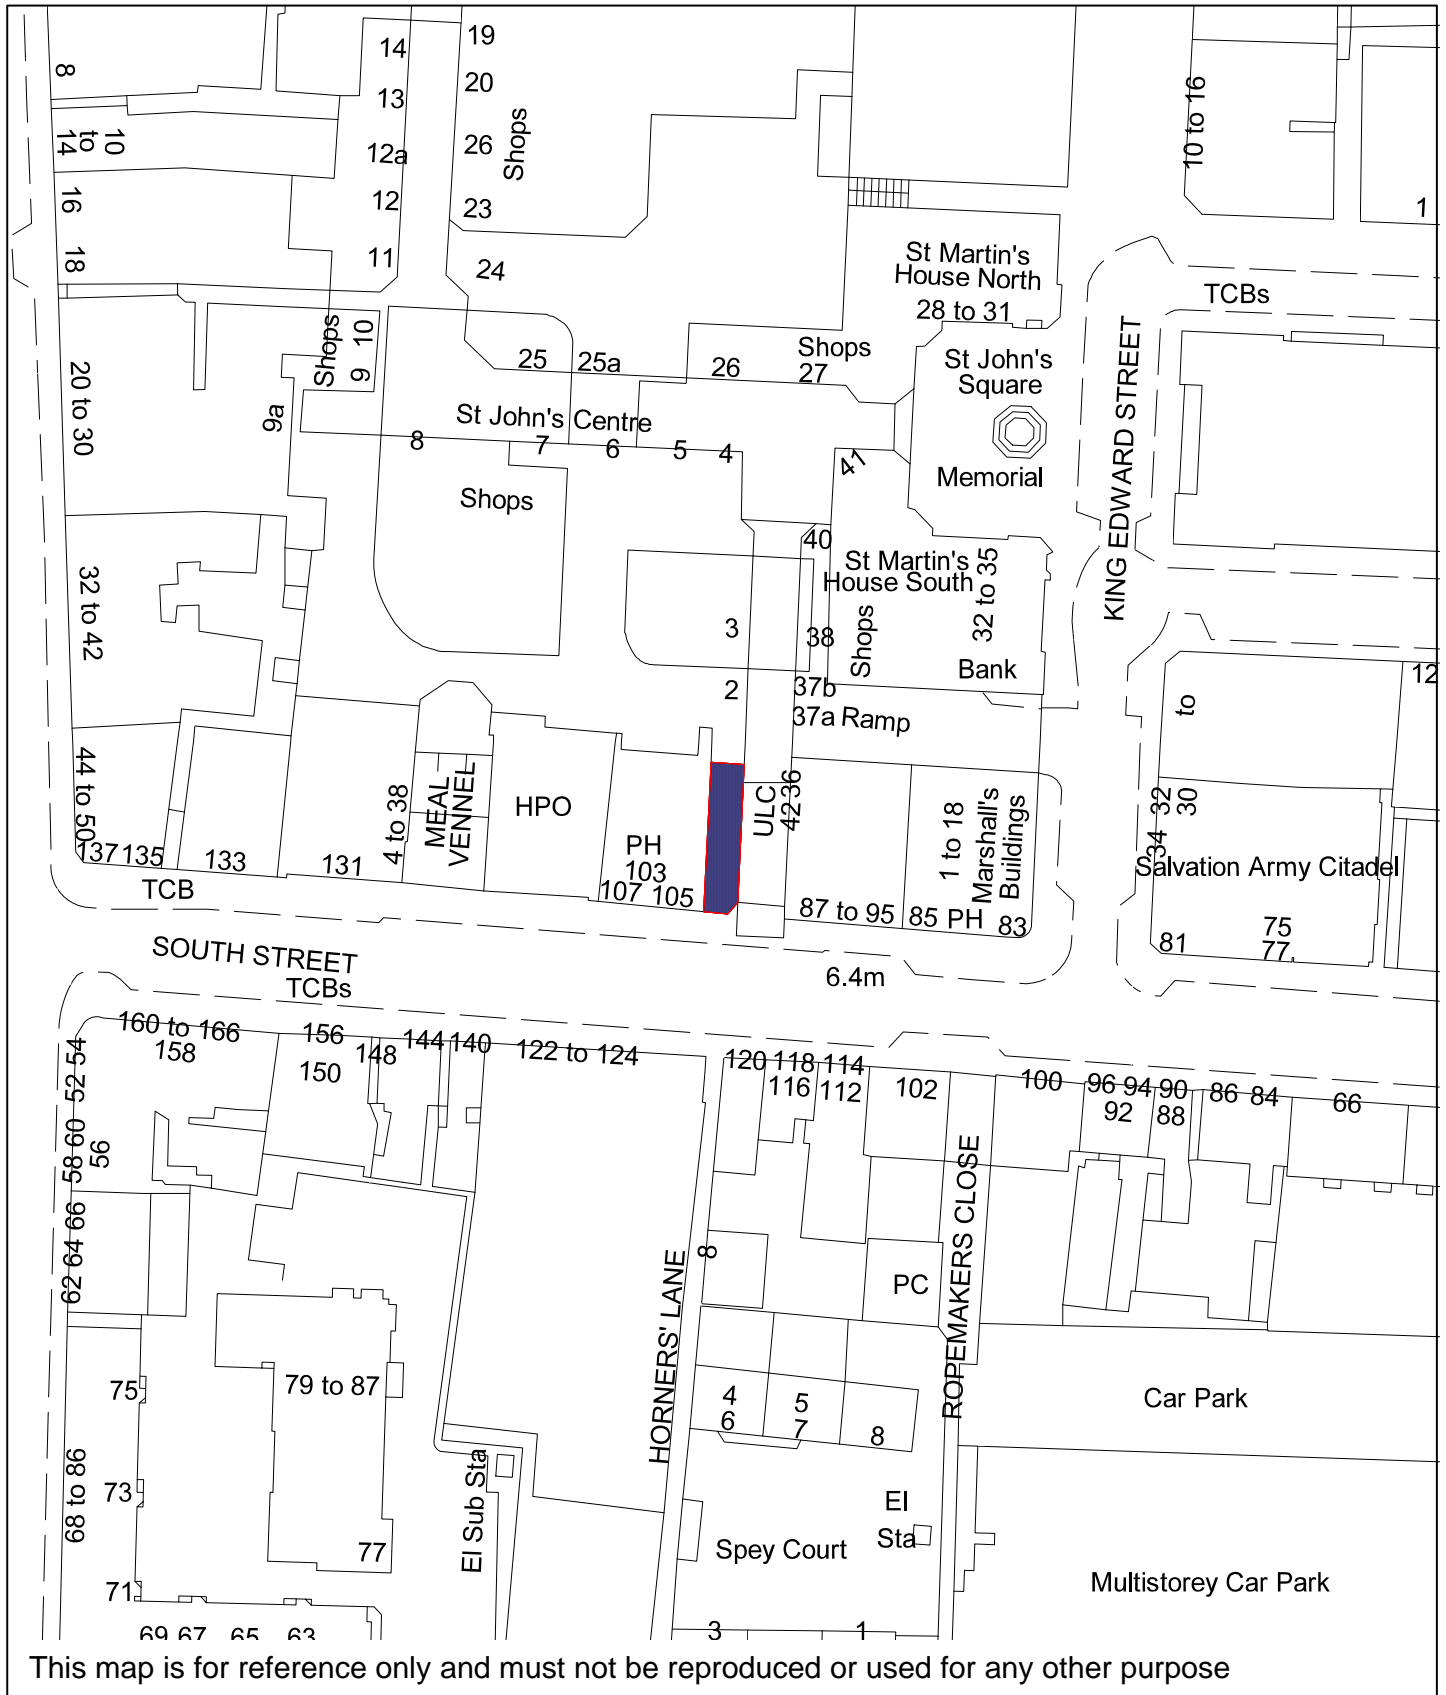 8
14
13
12a
12
11
19
20
26
23
24
Shops
10
to
14
16
18
10 to 16
1
St Martin's
House North
28 to 31
TCBs
St John's
Square
Memorial
KING EDWARD STREET
Shops
27
26
25
25a
Shops
9 10
9a
20 to 30
St John's Centre
8
7
6
5
4
41
Shops
40
St Martin's
House South
32 to 35
Shops
Bank
3
38
2
37b
37a Ramp
32 to 42
12
to
44 to 50
137 135
133
131
4 to 38
MEAL
VENNEL
HPO
PH
103
107 105
ULC
42 36
87 to 95
1 to 18
Marshall's
Buildings
85 PH 83
34 32
30
Salvation Army Citadel
75
77
81
TCB
SOUTH STREET
TCBs
6.4m
160 to 166
158
156
150
148
144
140
122 to 124
120
118
116
114
112
102
100
96 94
92
90
88
86 84
66
52 54
56
58 60
62 64 66
HORNERS' LANE
8
ROPEMAKERS CLOSE
PC
79 to 87
75
73
71
77
68 to 86
El Sub Sta
4
6
5
7
8
Car Park
El
Sta
Spey Court
Multistorey Car Park
69 67 65 63
3
1
This map is for reference only and must not be reproduced or used for any other purpose